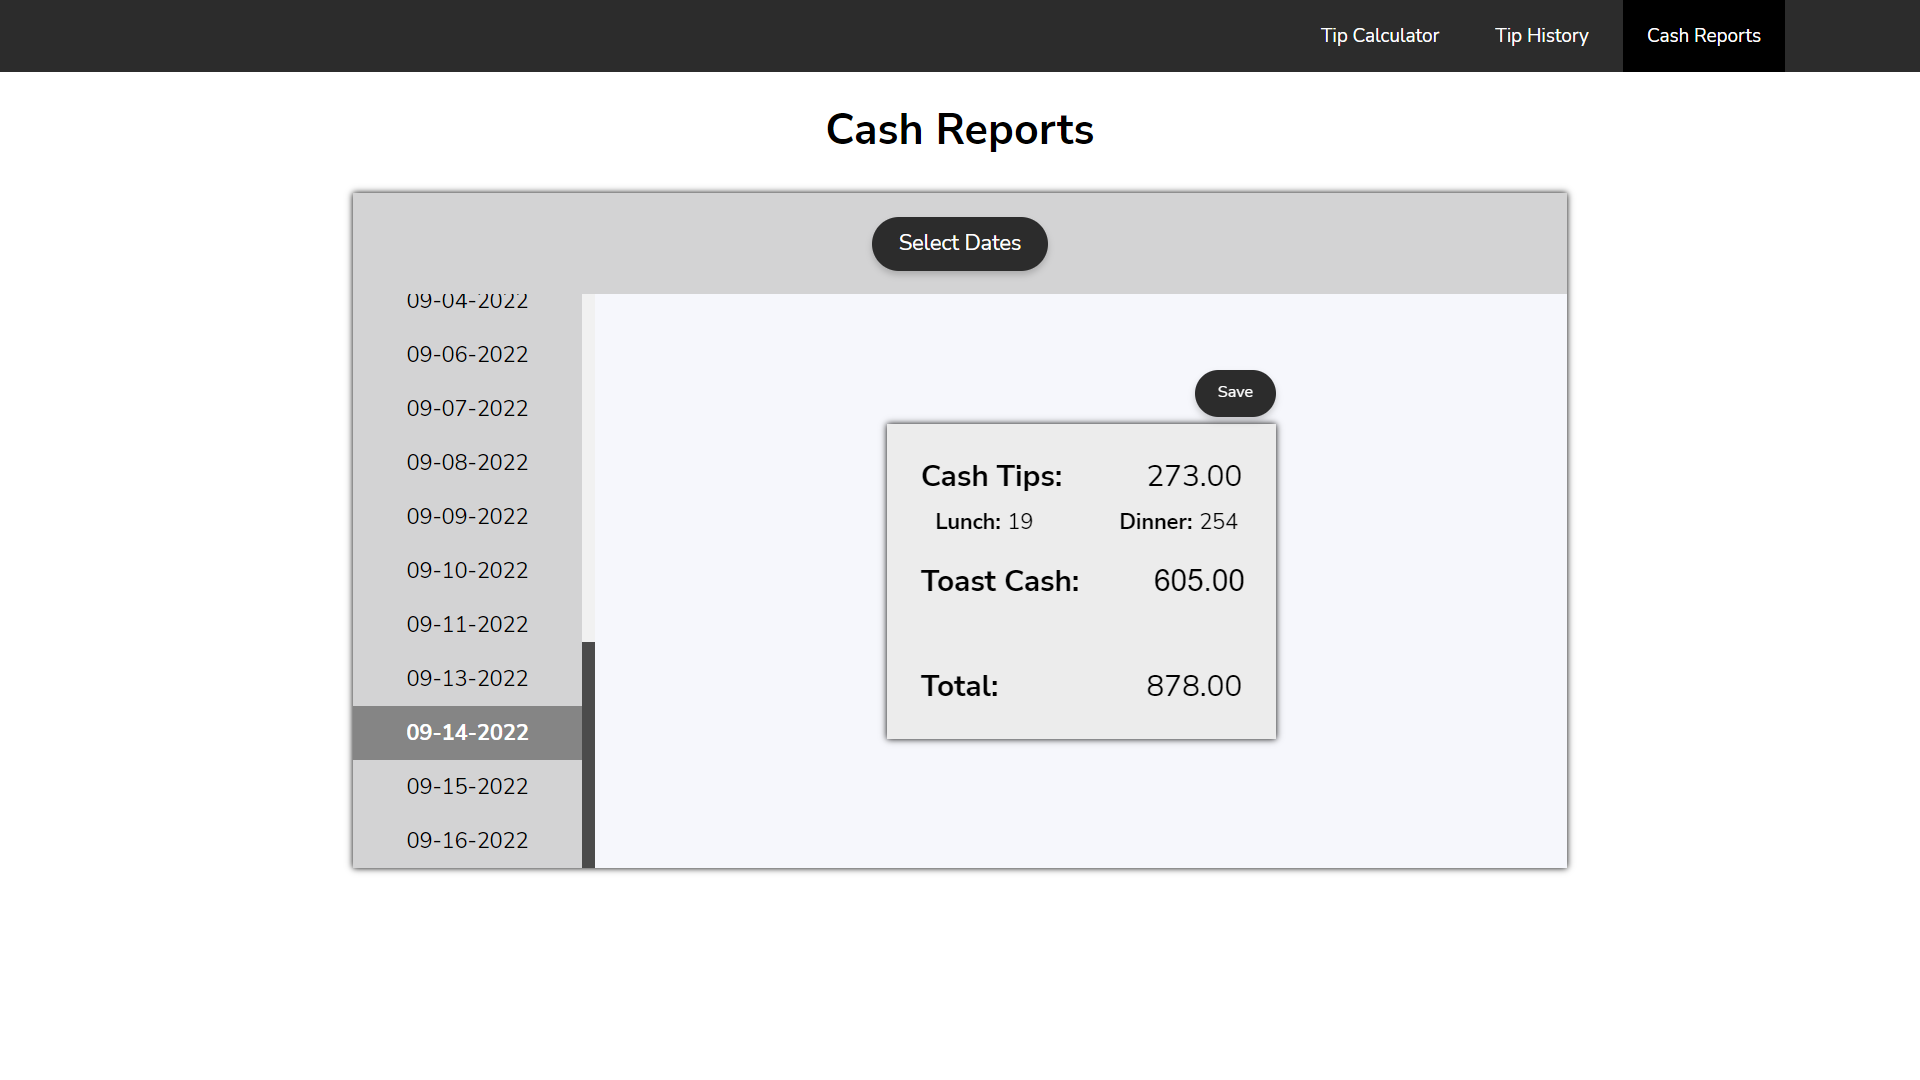 Tip Calculator Tip History Cash Reports
Cash Reports
Select Dates
09-04-2022
09-06-2022
09-07-2022
09-08-2022
09-09-2022
09-10-2022
09-11-2022
09-13-2022
09-14-2022
09-15-2022
09-16-2022
Save
Cash Tips: 273.00
Lunch: 19 Dinner: 254
Toast Cash: 605.00
Total: 878.00